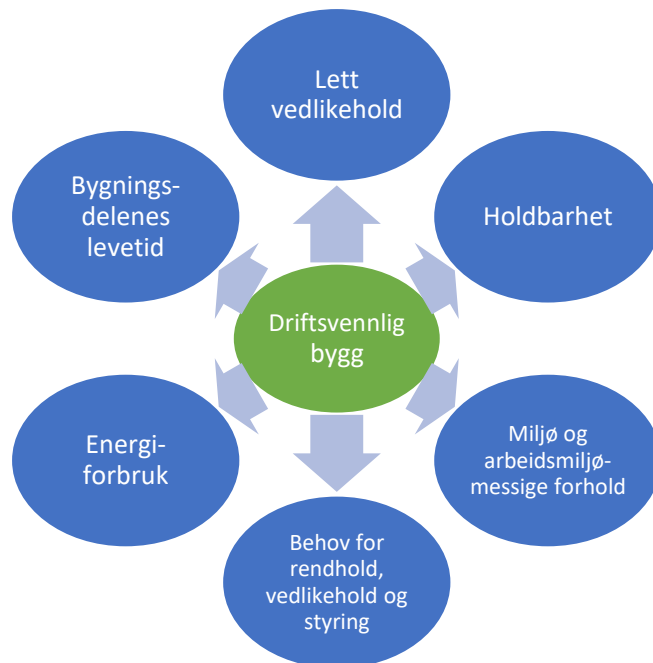 Lett
vedlikehold
Bygnings-
delenes
levetid
Holdbarhet
Driftsvennlig
bygg
Energi-
forbruk
Miljø og
arbeidsmiljø-
messige forhold
Behov for
rendhold,
vedlikehold og
styring